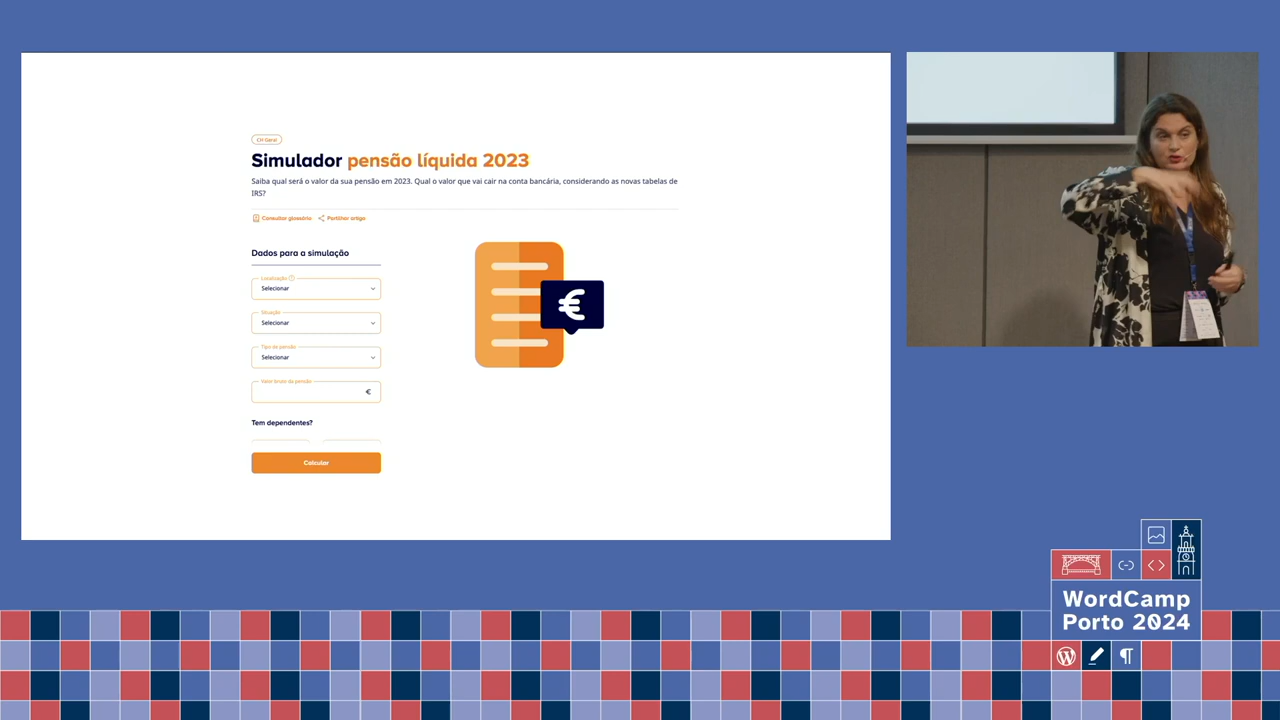 CH Geral
Simulador pensão líquida 2023
Saiba qual será o valor da sua pensão em 2023. Qual o valor que vai cair na conta bancária, considerando as novas tabelas de
IRS?
Consultar glossário Partilhar artigo
Dados para a simulação
Localização
Selecionar
Situação
Selecionar
Tipo de pensão
Selecionar
Valor bruto da pensão
€
€
Tem dependentes?
Calcular
WordCamp
Porto 2024